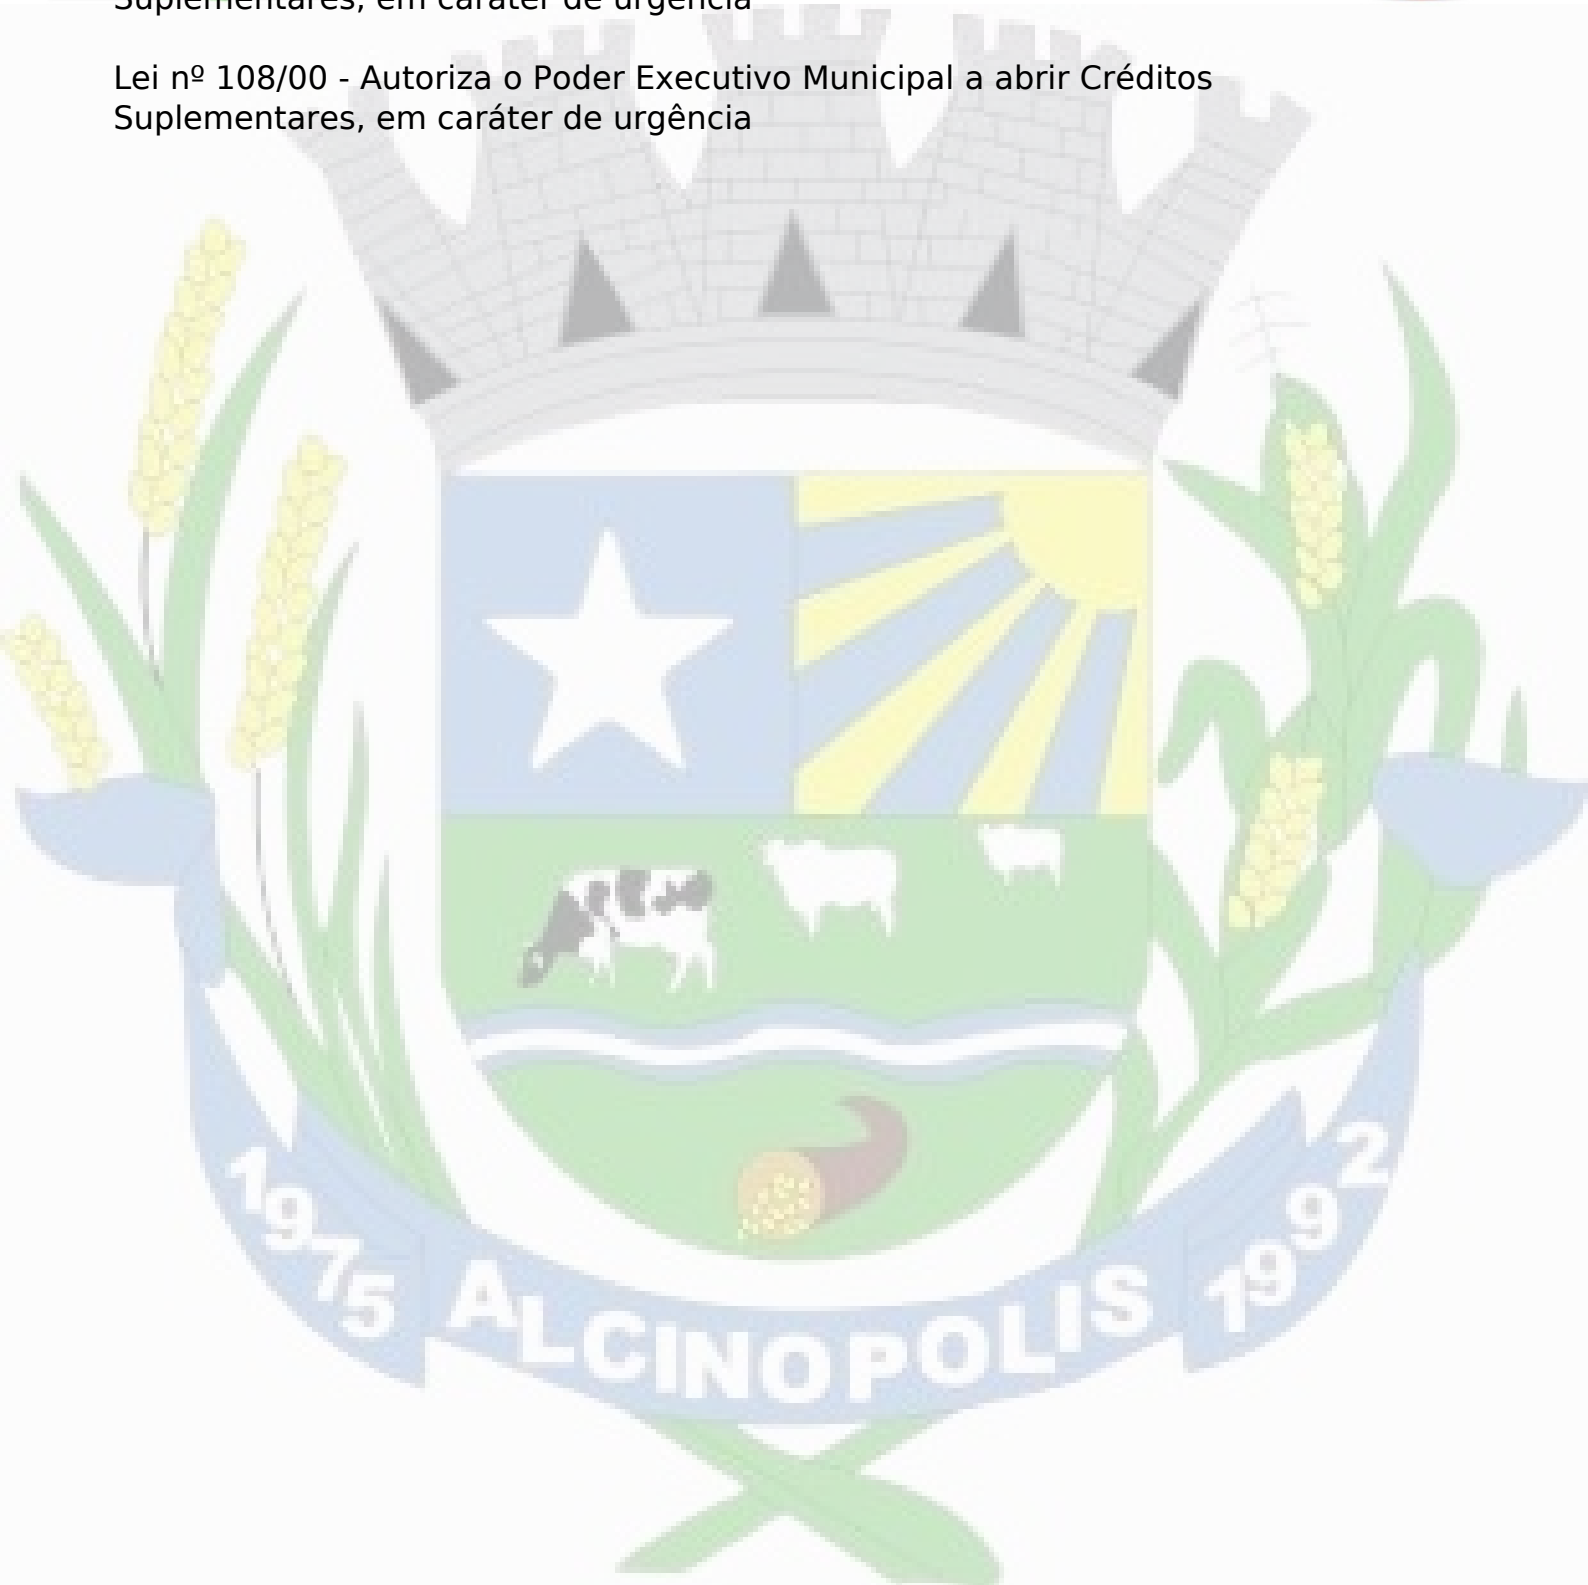 Suplementares, em caráter de urgência
Lei nº 108/00 - Autoriza o Poder Executivo Municipal a abrir Créditos
Suplementares, em caráter de urgência
1975 ALCINOPOLIS 1992